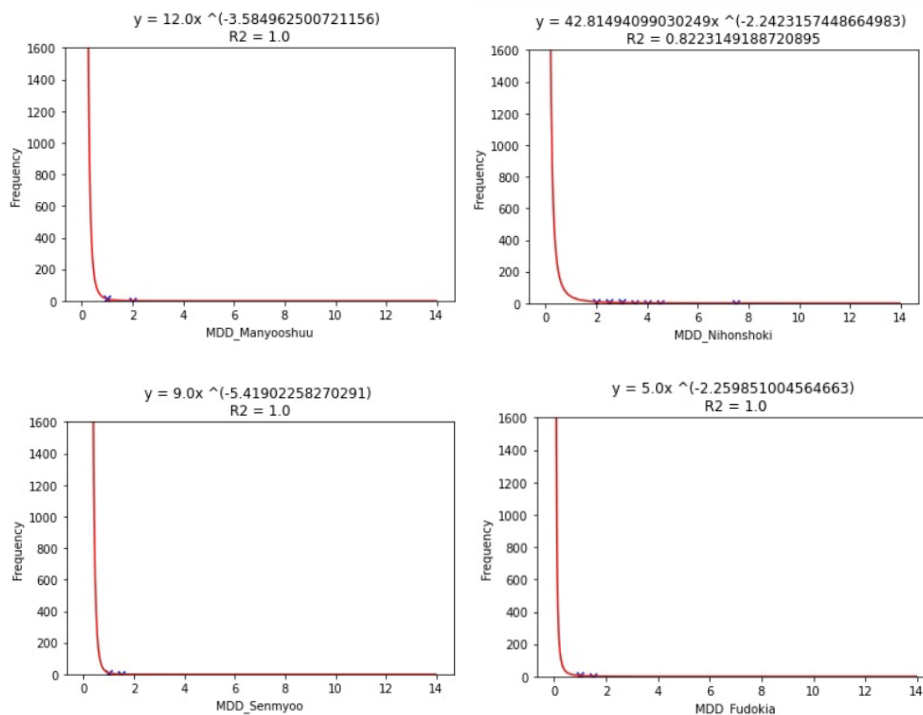 y = 12.0x ^(-3.584962500721156)
R2 = 1.0
1600
1400
1200
1000
800
600
400
200
0
Frequency
0 2 4 6 8 10 12 14
MDD_Manyooshuu
y = 42.81494099030249x ^(-2.2423157448664983)
R2 = 0.8223149188720895
1600
1400
1200
1000
800
600
400
200
0
Frequency
0 2 4 6 8 10 12 14
MDD_Nihonshoki
y = 9.0x ^(-5.41902258270291)
R2 = 1.0
1600
1400
1200
1000
800
600
400
200
0
Frequency
0 2 4 6 8 10 12 14
MDD_Senmyoo
y = 5.0x ^(-2.259851004564663)
R2 = 1.0
1600
1400
1200
1000
800
600
400
200
0
Frequency
0 2 4 6 8 10 12 14
MDD_Fudokia